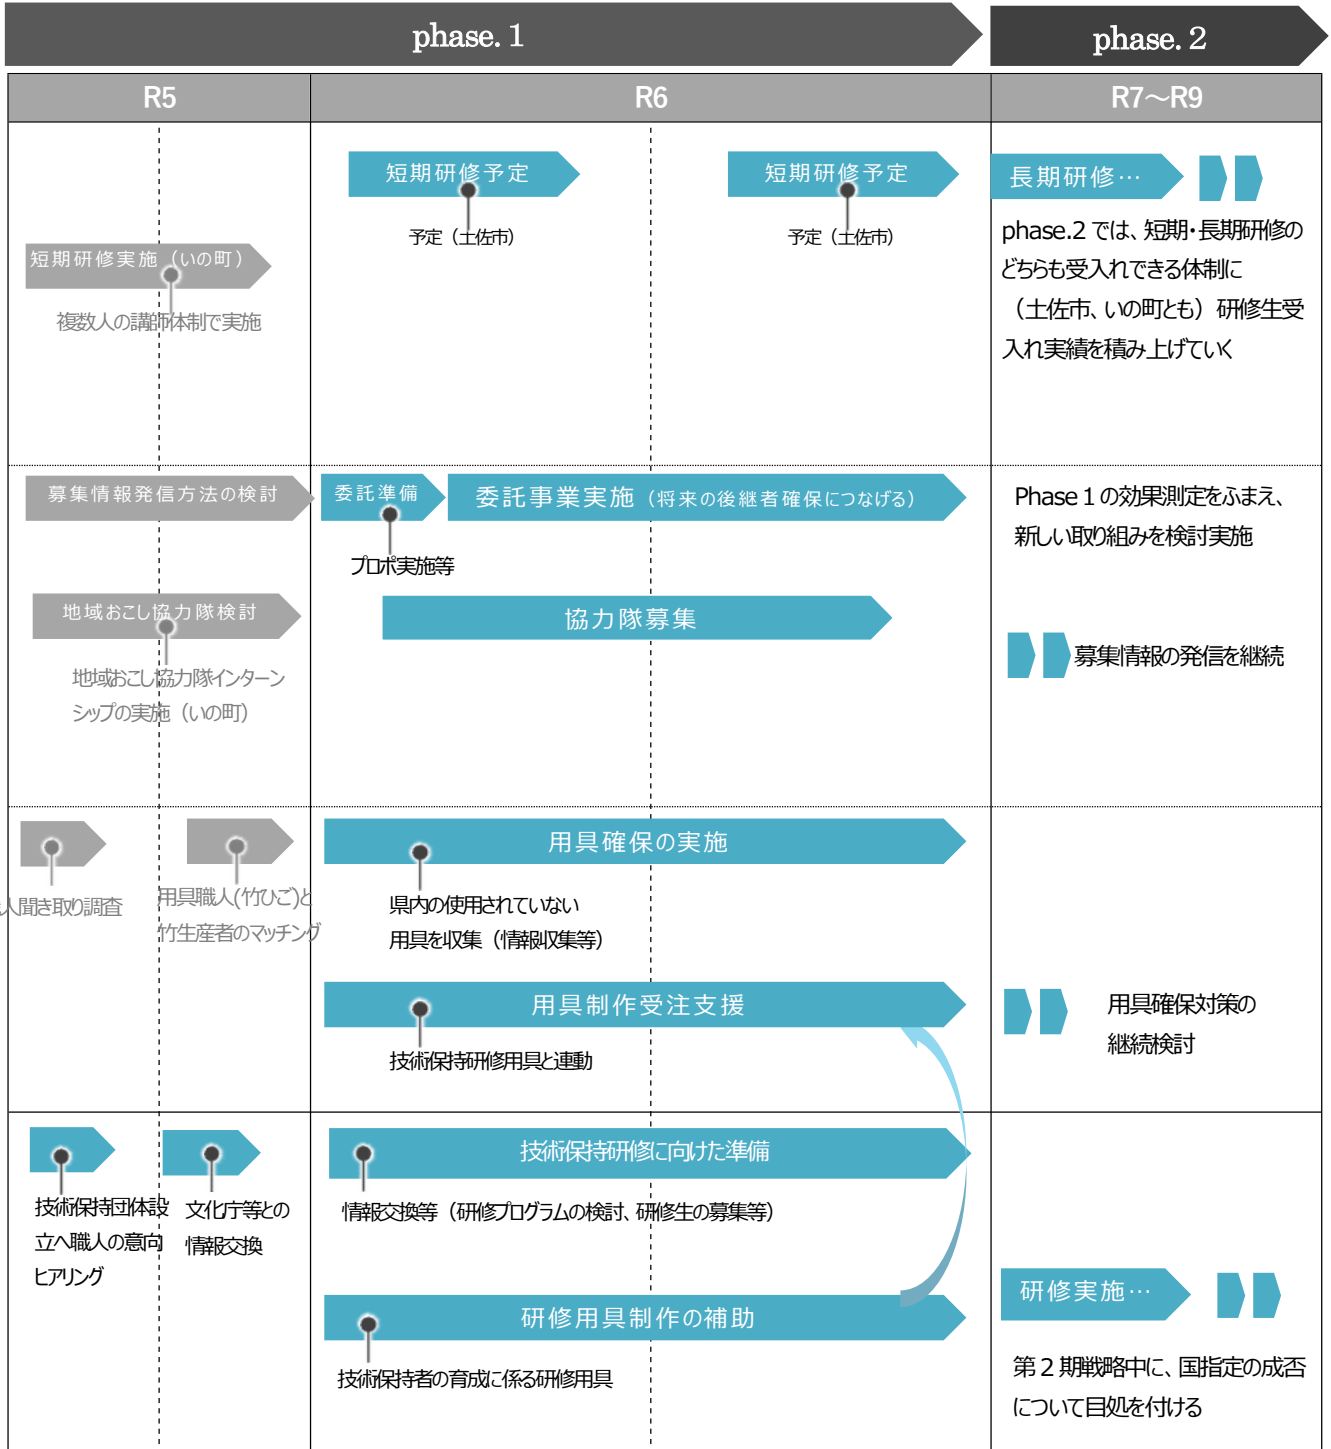 phase. 1
phase. 2
R5
R6
R7～R9
短期研修予定
短期研修予定
長期研修…
予定（土佐市）
予定（土佐市）
phase.2 では、短期・長期研修の
どちらも受入れできる体制に
（土佐市、いの町とも）研修生受
入れ実績を積み上げていく
短期研修実施（いの町）
複数人の講師体制で実施
募集情報発信方法の検討
委託準備
委託事業実施（将来の後継者確保につなげる）
プロポ実施等
Phase 1 の効果測定をふまえ、
新しい取り組みを検討実施
地域おこし協力隊検討
協力隊募集
地域おこし協力隊インターン
シップの実施（いの町）
募集情報の発信を継続
用具確保の実施
人聞き取り調査
用具職人(竹ひご)と
竹生産者のマッチング
県内の使用されていない
用具を収集（情報収集等）
用具制作受注支援
技術保持研修用具と連動
用具確保対策の
継続検討
技術保持研修に向けた準備
技術保持団体設
立へ職人の意向
ヒアリング
文化庁等との
情報交換
情報交換等（研修プログラムの検討、研修生の募集等）
研修実施…
研修用具制作の補助
技術保持者の育成に係る研修用具
第２期戦略中に、国指定の成否
について目処を付ける